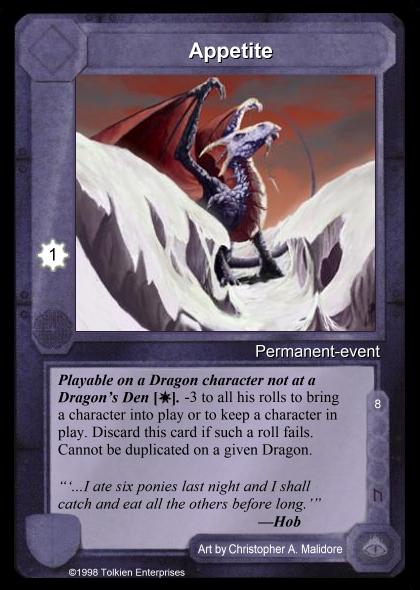 Appetite
1
Permanent-event
Playable on a Dragon character not at a
Dragon's Den [✷]. -3 to all his rolls to bring
a character into play or to keep a character in
play. Discard this card if such a roll fails.
Cannot be duplicated on a given Dragon.
8
“‘...I ate six ponies last night and I shall
catch and eat all the others before long.’”
—Hob
Art by Christopher A. Malidore
©1998 Tolkien Enterprises